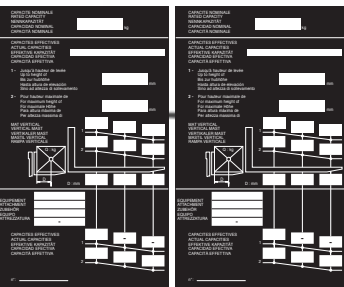 CAPACITE NOMINALE
RATED CAPACITY
NENNKAPAZITÄT
CAPACIDAD NOMINAL
CAPACITÀ NOMINALE
kg
CAPACITES EFFECTIVES
ACTUAL CAPACITIES
EFFEKTIVE KAPAZITÄT
CAPACIDAD EFECTIVA
CAPACITÀ EFFETTIVA
1 - Jusqu'à hauteur de levée
Up to height of
Bis zur hubhöhe
Hasta altura de elevación
Sino ad altezza di sollevamento
mm
2 - Pour hauteur maximale de
For maximum height of
For maximale Höhe
Para altura máxima de
Per altezza massima di
mm
MAT VERTICAL
VERTICAL MAST
VERTIKALER MAST
MASTIL VERTICAL
RAMPA VERTICALE
1
2
G kg
D
D mm
EQUIPEMENT
ATTACHMENT
ZUBEHÖR
EQUIPO
ATTREZZATURA
CAPACITES EFFECTIVES
ACTUAL CAPACITIES
EFFEKTIVE KAPAZITÄT
CAPACIDAD EFECTIVA
CAPACITÀ EFFETTIVA
1
2
n°
CAPACITE NOMINALE
RATED CAPACITY
NENNKAPAZITÄT
CAPACIDAD NOMINAL
CAPACITÀ NOMINALE
kg
CAPACITES EFFECTIVES
ACTUAL CAPACITIES
EFFEKTIVE KAPAZITÄT
CAPACIDAD EFECTIVA
CAPACITÀ EFFETTIVA
1 - Jusqu'à hauteur de levée
Up to height of
Bis zur hubhöhe
Hasta altura de elevación
Sino ad altezza di sollevamento
mm
2 - Pour hauteur maximale de
For maximum height of
For maximale Höhe
Para altura máxima de
Per altezza massima di
mm
MAT VERTICAL
VERTICAL MAST
VERTIKALER MAST
MASTIL VERTICAL
RAMPA VERTICALE
1
2
G kg
D
D mm
EQUIPEMENT
ATTACHMENT
ZUBEHÖR
EQUIPO
ATTREZZATURA
CAPACITES EFFECTIVES
ACTUAL CAPACITIES
EFFEKTIVE KAPAZITÄT
CAPACIDAD EFECTIVA
CAPACITÀ EFFETTIVA
1
2
n°